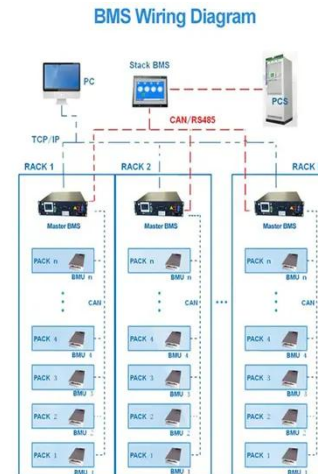 BMS Wiring Diagram
Stack BMS
PC
PCS
CAN/RS485
TCP/IP
RACK 1
RACK 2
RACK
Master BMS
Master BMS
Master BMS
PACK n
BMU n
PACK n
BMU n
PACK n
BMU n
CAN
CAN
CAN
PACK 4
BMU 4
PACK 4
BMU 4
PACK 4
BMU 4
PACK 3
BMU 3
PACK 3
BMU 3
PACK 3
BMU 3
PACK 2
BMU 2
PACK 2
BMU 2
PACK 2
BMU 2
PACK 1
BMU 1
PACK 1
BMU 1
PACK 1
BMU 1